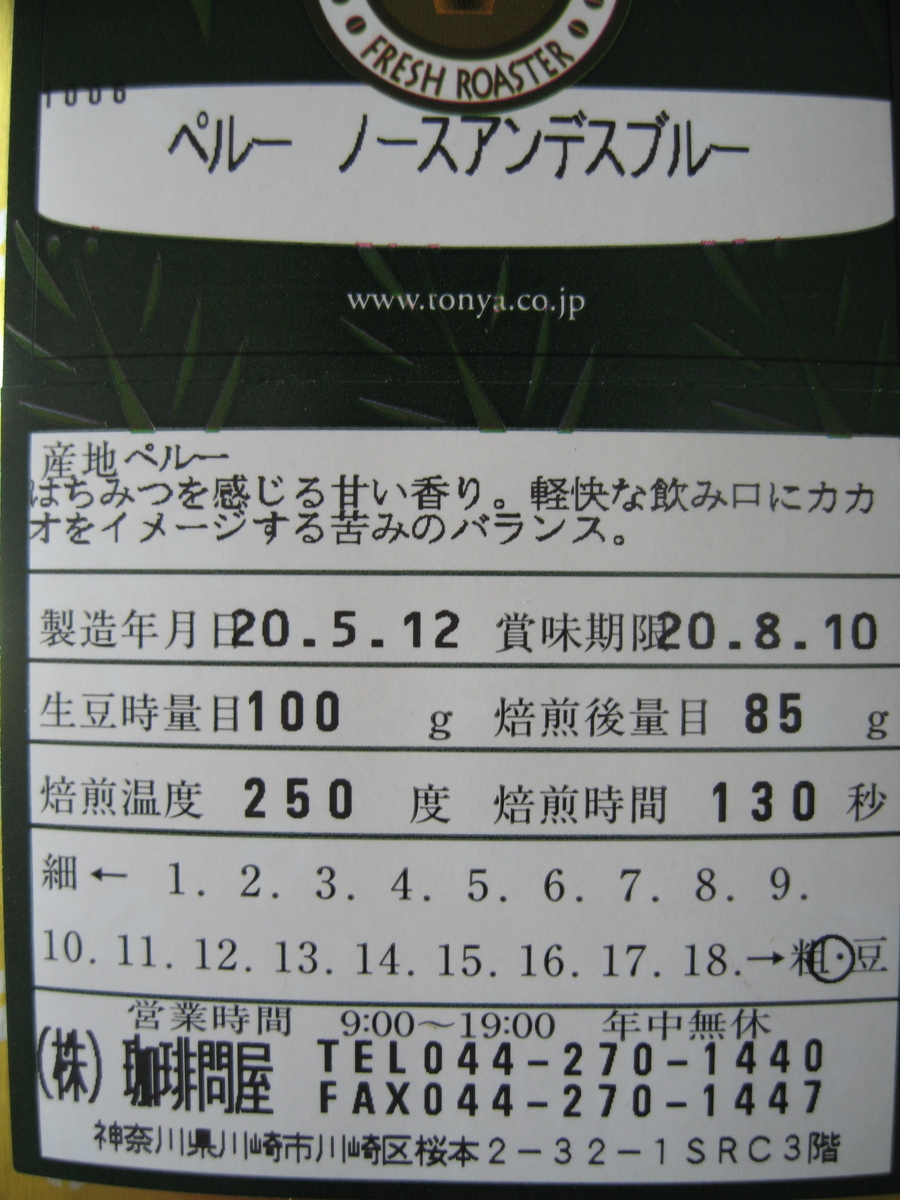 FRESH ROASTER
1006
ペルー ノースアンデスブルー
www.tonya.co.jp
産地ペルー
はちみつを感じる甘い香り。軽快な飲み口にカカ
オをイメージする苦みのバランス。
製造年月日20.5.12 賞味期限20.8.10
生豆時量目100 g 焙煎後量目 85 g
焙煎温度 250 度 焙煎時間 130 秒
細← 1. 2. 3. 4. 5. 6. 7. 8. 9.
10. 11. 12. 13. 14. 15. 16. 17. 18.→粗・豆
営業時間 9:00〜19:00 年中無休
(株)珈琲問屋 TEL044-270-1440
FAX044-270-1447
神奈川県川崎市川崎区桜本2-32-1SRC3階